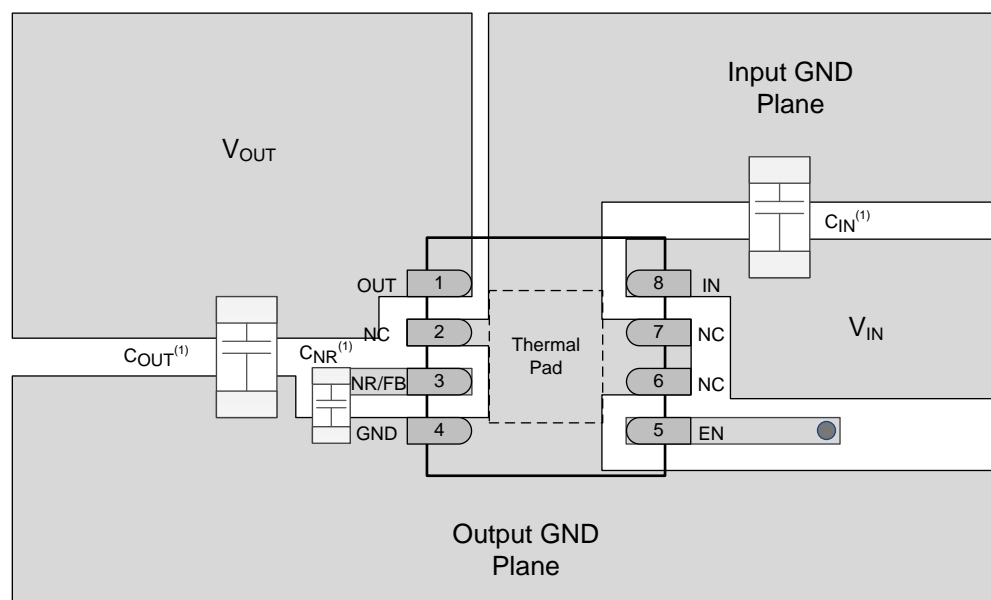 Input GND
Plane
VOUT
CIN(1)
OUT 1 8 IN
VIN
NC 2 7 NC
Thermal
Pad
COUT(1) CNR(1)
NR/FB 3 6 NC
GND 4 5 EN
Output GND
Plane